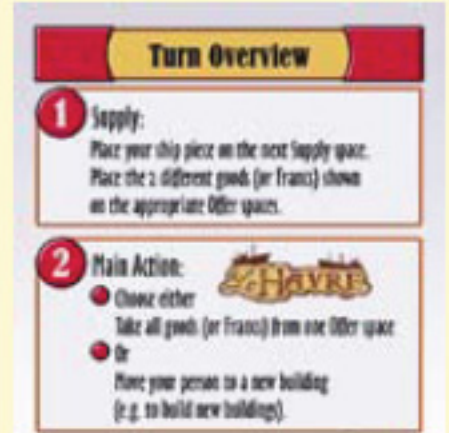 Turn Overview
1 Supply:
Place your ship piece on the next Supply space.
Place the 2 different goods (or Francs) shown
on the appropriate Offer spaces.
2 Main Action:
Le Havre
Choose either
Take all goods (or Francs) from one Offer space
Or
Move your person to a new building
(e.g. to build new buildings).